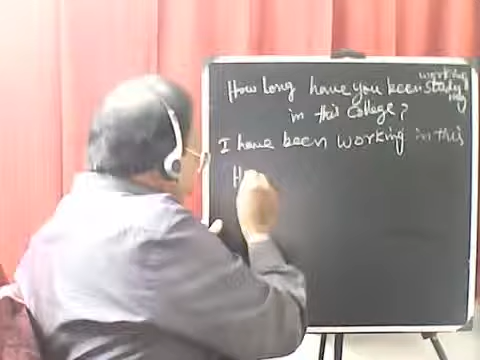 How long have you been working
Studying
in this College?
I have been working in this
H